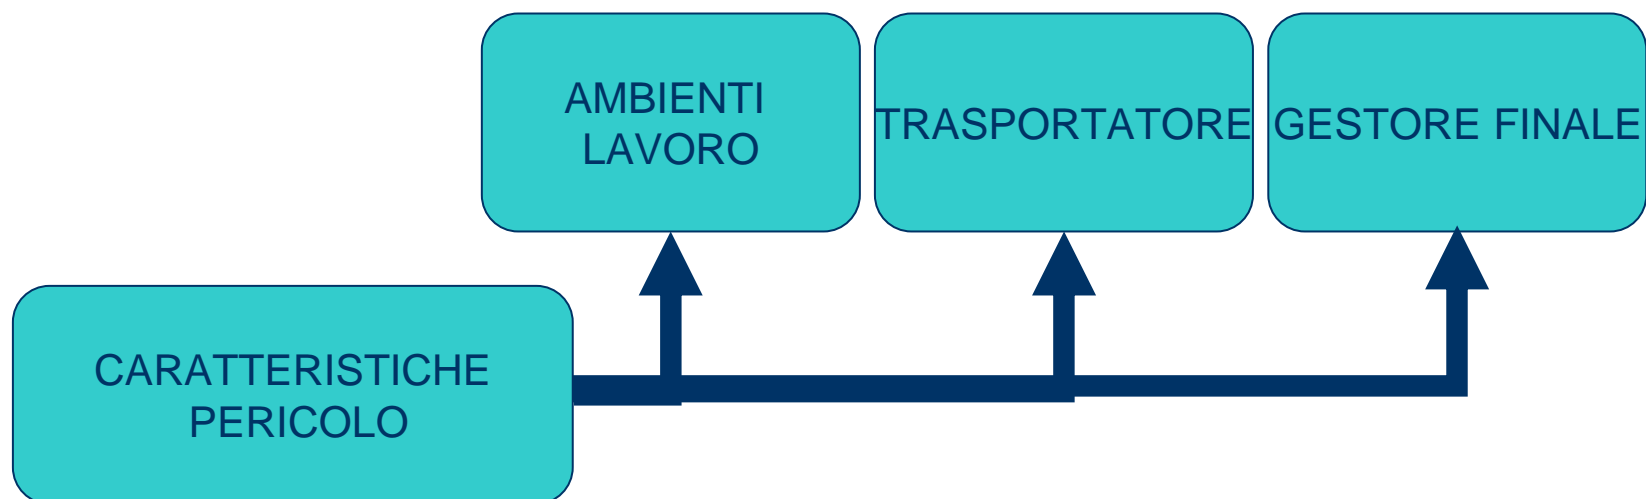 AMBIENTI
LAVORO
TRASPORTATORE
GESTORE FINALE
CARATTERISTICHE
PERICOLO